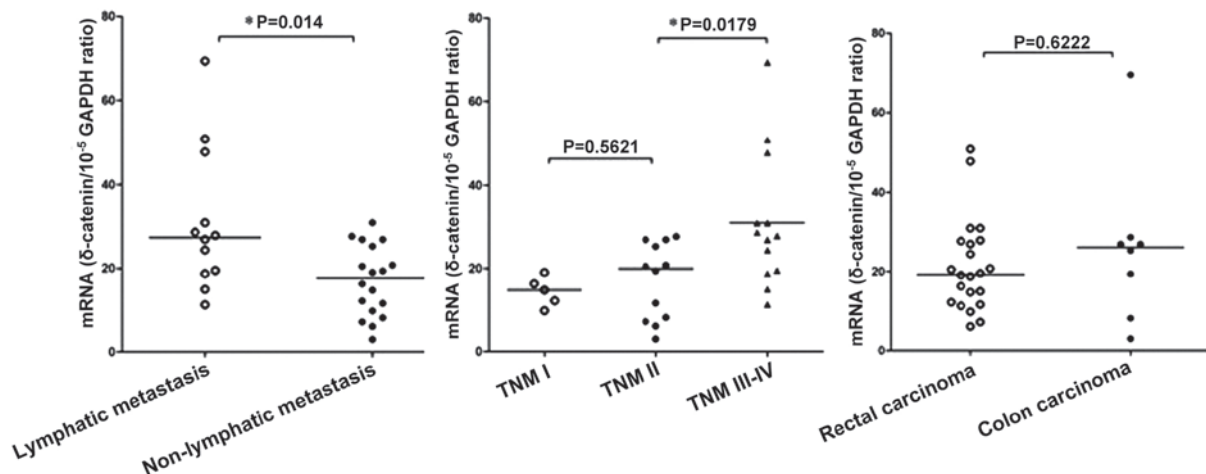 mRNA (δ-catenin/10⁻⁵ GAPDH ratio)
80
60
40
20
0
*P=0.014
Lymphatic metastasis
Non-lymphatic metastasis
mRNA (δ-catenin/10⁻⁵ GAPDH ratio)
80
60
40
20
0
*P=0.0179
P=0.5621
TNM I
TNM II
TNM III-IV
mRNA (δ-catenin/10⁻⁵ GAPDH ratio)
80
60
40
20
0
P=0.6222
Rectal carcinoma
Colon carcinoma